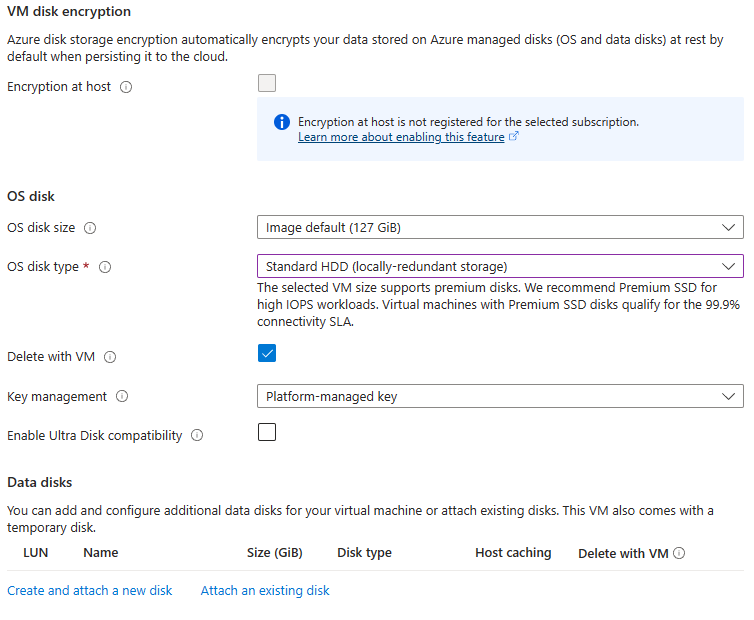 VM disk encryption
Azure disk storage encryption automatically encrypts your data stored on Azure managed disks (OS and data disks) at rest by
default when persisting it to the cloud.
Encryption at host
Encryption at host is not registered for the selected subscription.
Learn more about enabling this feature
OS disk
OS disk size
Image default (127 GiB)
OS disk type *
Standard HDD (locally-redundant storage)
The selected VM size supports premium disks. We recommend Premium SSD for
high IOPS workloads. Virtual machines with Premium SSD disks qualify for the 99.9%
connectivity SLA.
Delete with VM
Key management
Platform-managed key
Enable Ultra Disk compatibility
Data disks
You can add and configure additional data disks for your virtual machine or attach existing disks. This VM also comes with a
temporary disk.
LUN Name Size (GiB) Disk type Host caching Delete with VM
Create and attach a new disk Attach an existing disk